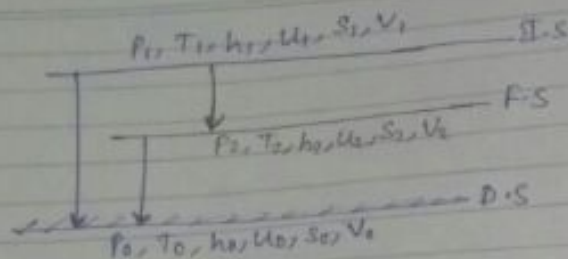 P₁, T₁, h₁, u₁, S₁, V₁ I.S
F.S
P₂, T₂, h₂, u₂, S₂, V₂
D.S
P₀, T₀, h₀, u₀, s₀, V₀